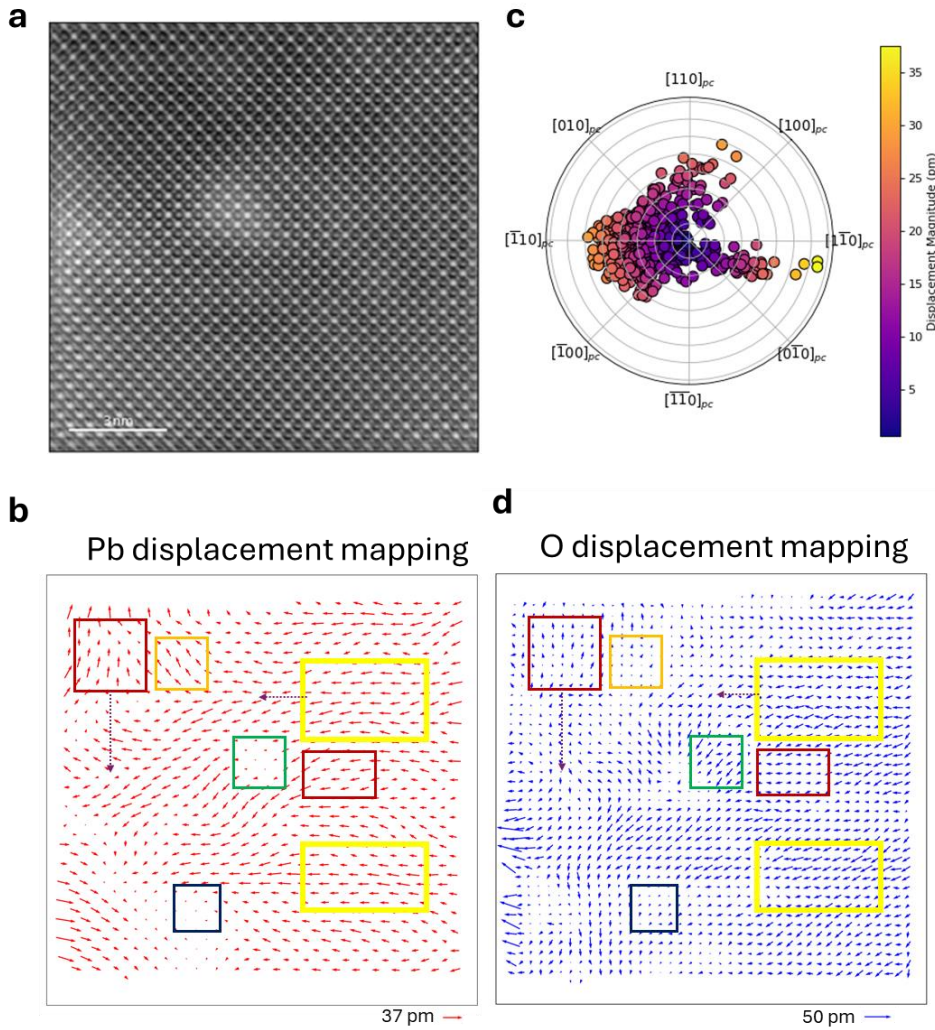 a
3 nm
c
[110]pc
[010]pc
[100]pc
[1̅10]pc
[11̅0]pc
[1̅00]pc
[01̅0]pc
[1̅1̅0]pc
35
30
25
20
15
10
5
Displacement Magnitude (pm)
b
Pb displacement mapping
37 pm
d
O displacement mapping
50 pm